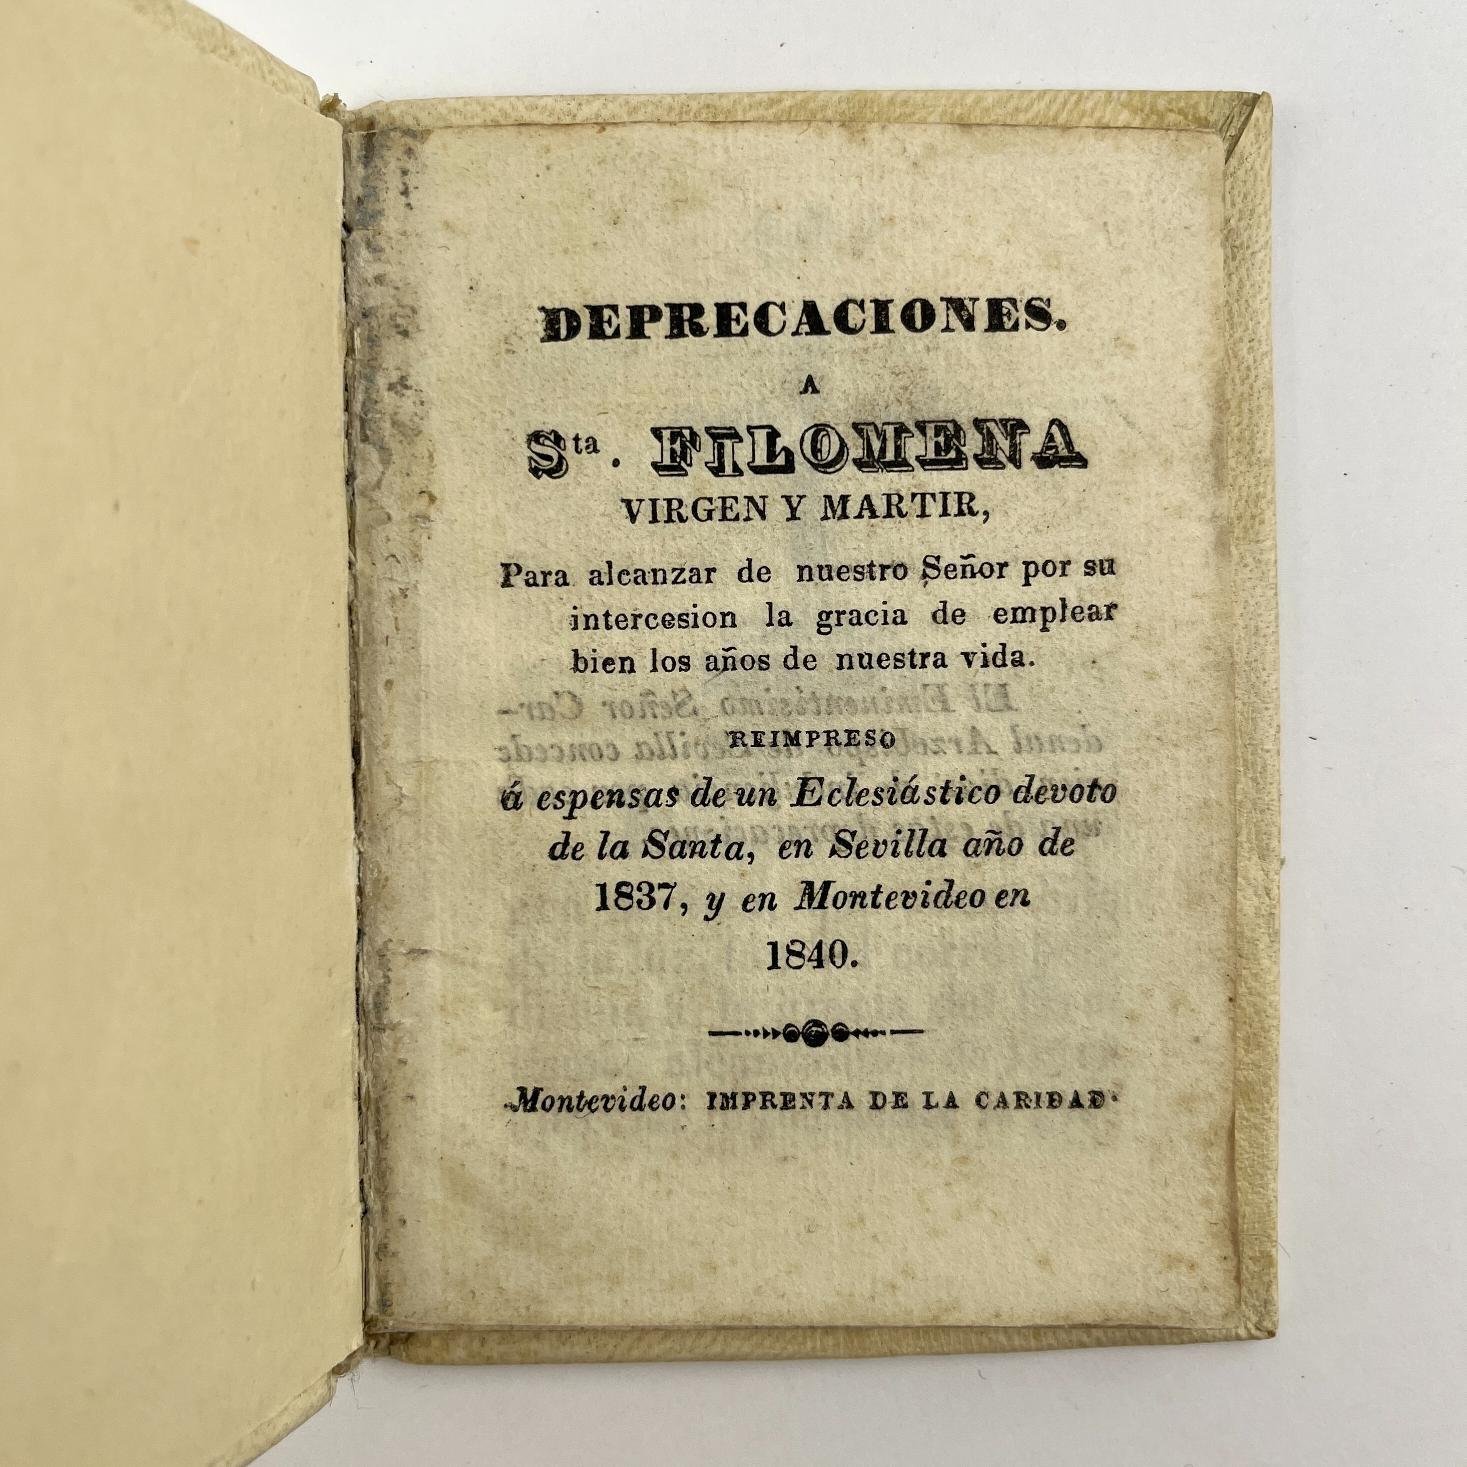 DEPRECACIONES.
A
Sta. FILOMENA
VIRGEN Y MARTIR,
Para alcanzar de nuestro Señor por su
intercesion la gracia de emplear
bien los años de nuestra vida.
REIMPRESO
á espensas de un Eclesiástico devoto
de la Santa, en Sevilla año de
1837, y en Montevideo en
1840.
Montevideo: IMPRENTA DE LA CARIDAD.